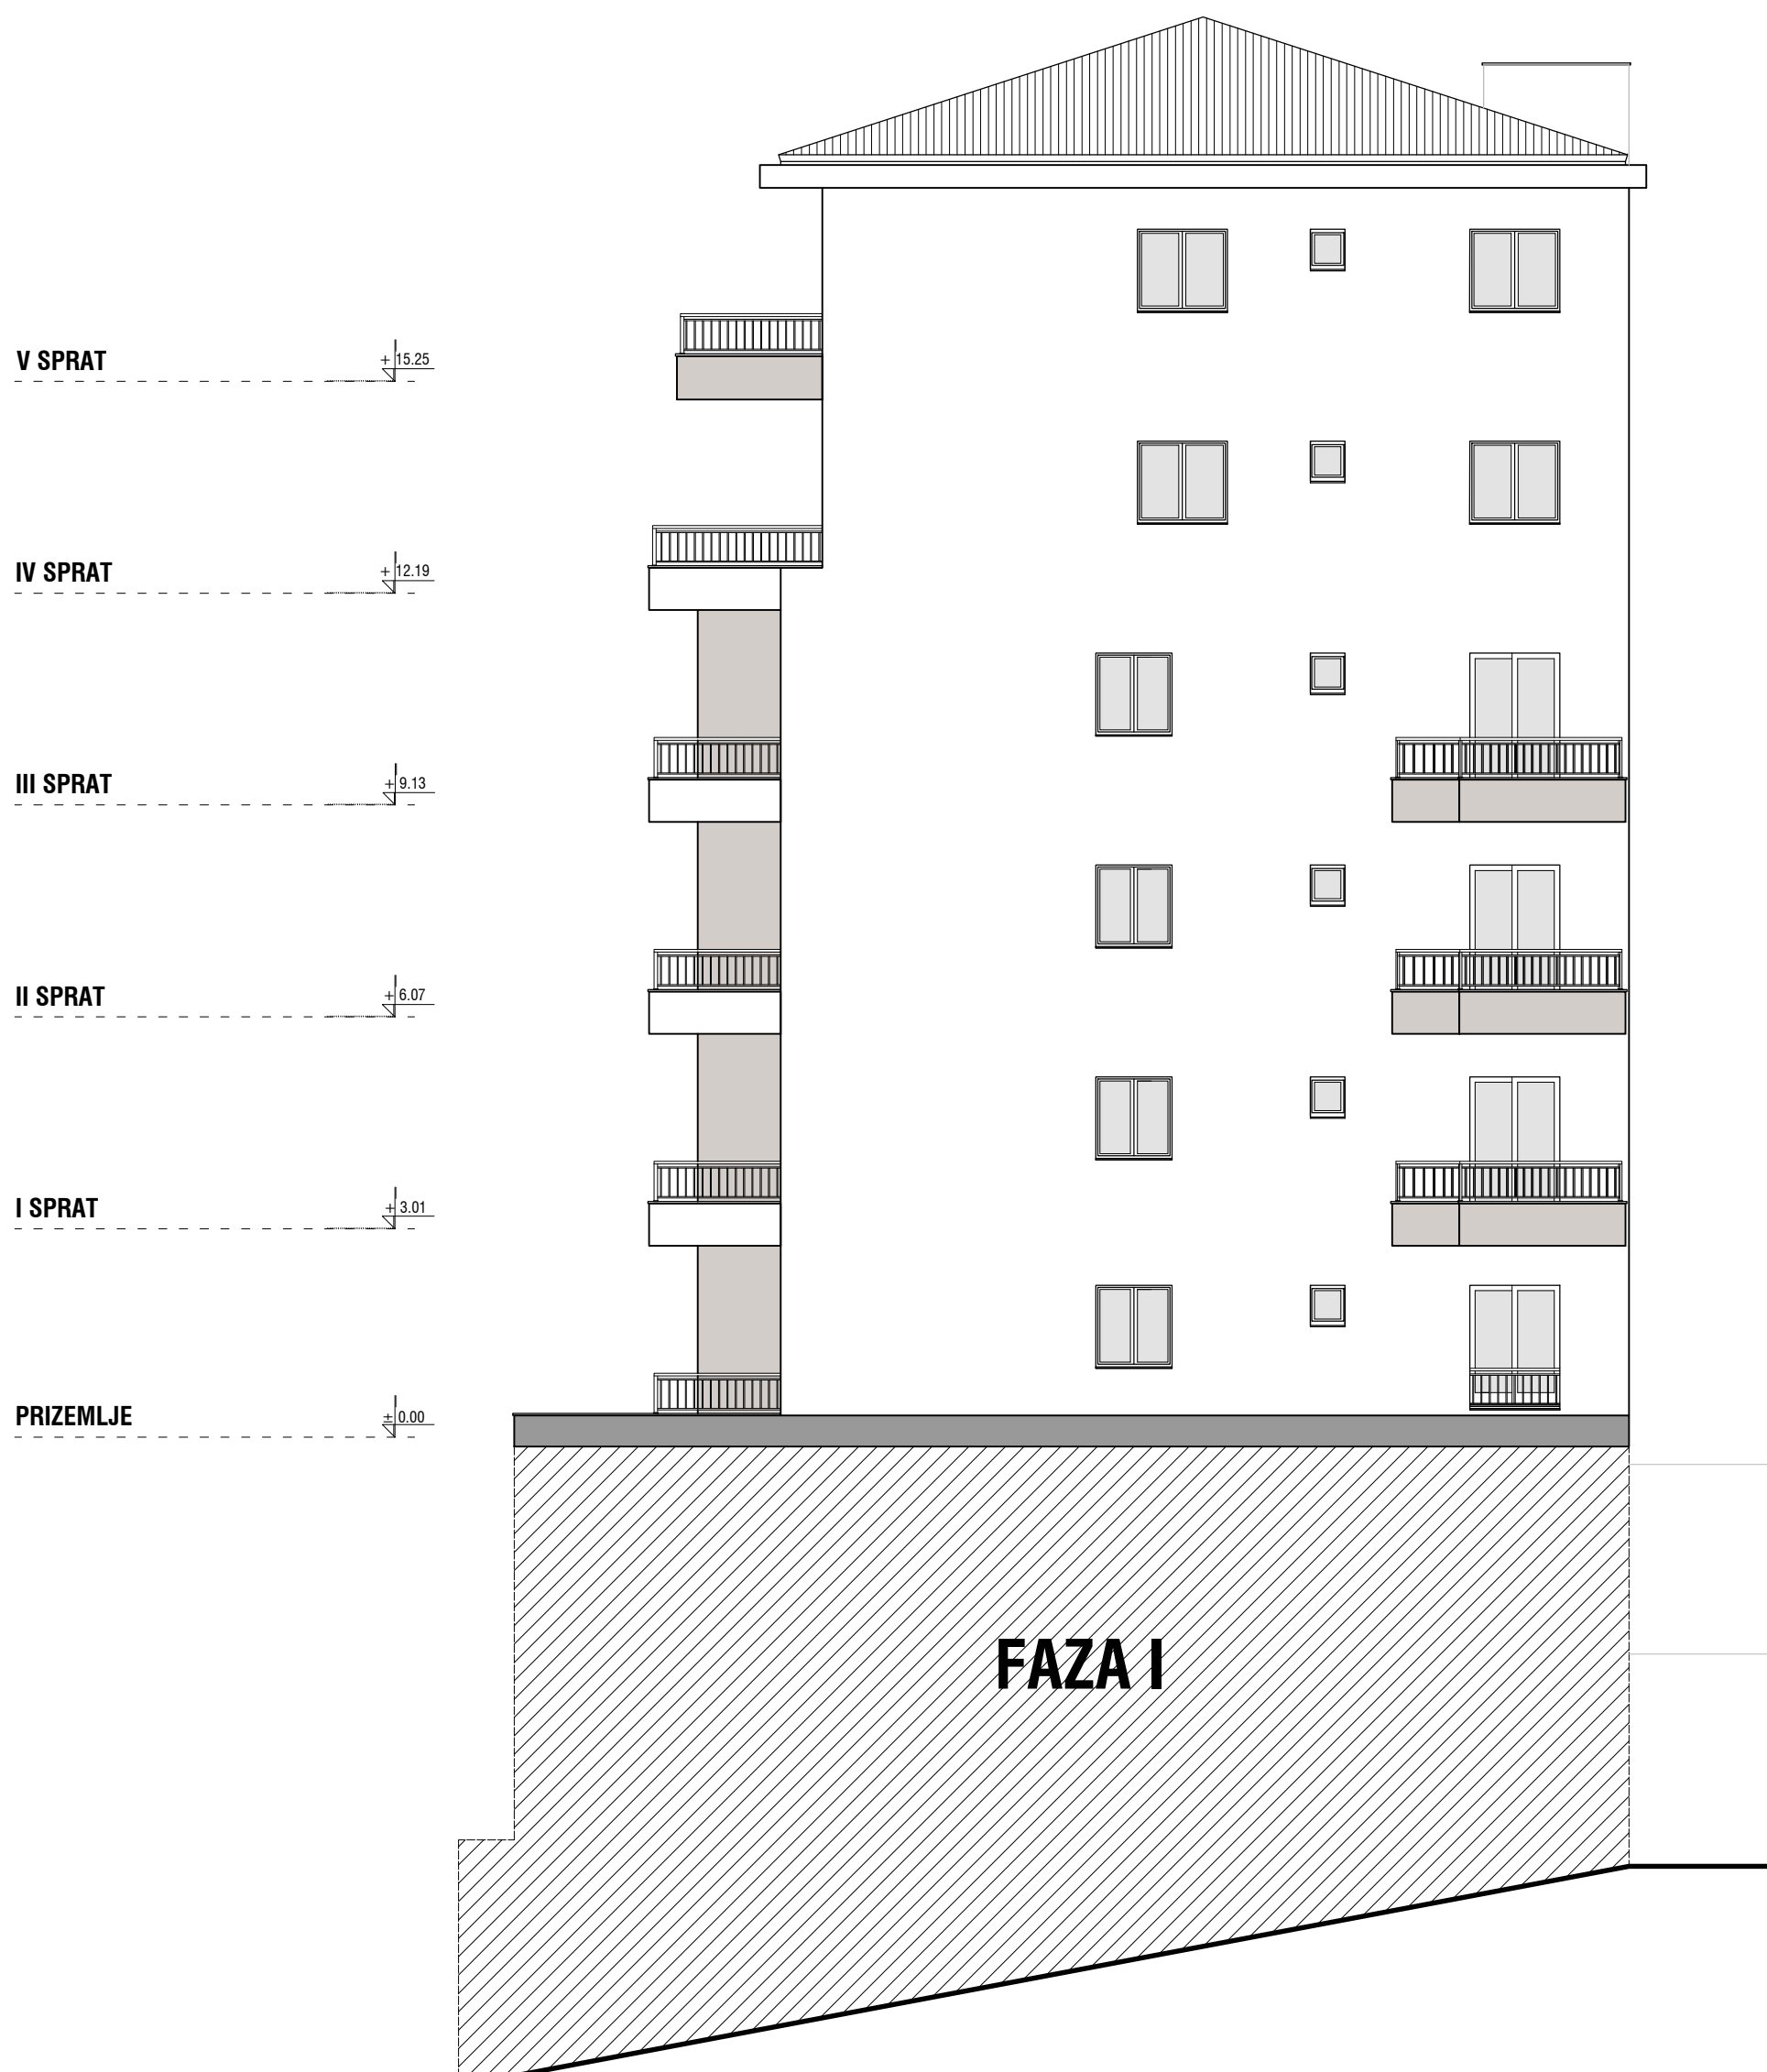 V SPRAT + 15.25
IV SPRAT + 12.19
III SPRAT + 9.13
II SPRAT + 6.07
I SPRAT + 3.01
PRIZEMLJE ± 0.00
FAZA I